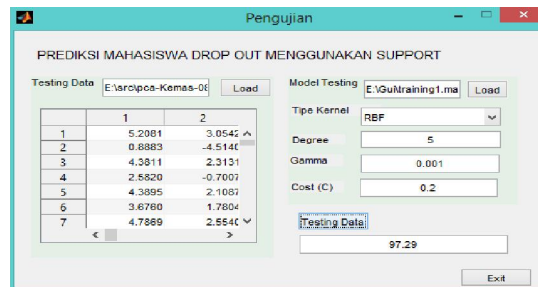 Pengujian
PREDIKSI MAHASISWA DROP OUT MENGGUNAKAN SUPPORT
Testing Data E:\src\pca-Kemas-08 Load
1 2
1 5.2081 3.0542
2 0.8883 -4.5140
3 4.3811 2.3131
4 2.5820 -0.7007
5 4.3895 2.1087
6 3.6760 1.7804
7 4.7869 2.5540
Model Testing E:\Gui\training1.ma Load
Tipe Kernel RBF
Degree 5
Gamma 0.001
Cost (C) 0.2
Testing Data
97.29
Exit